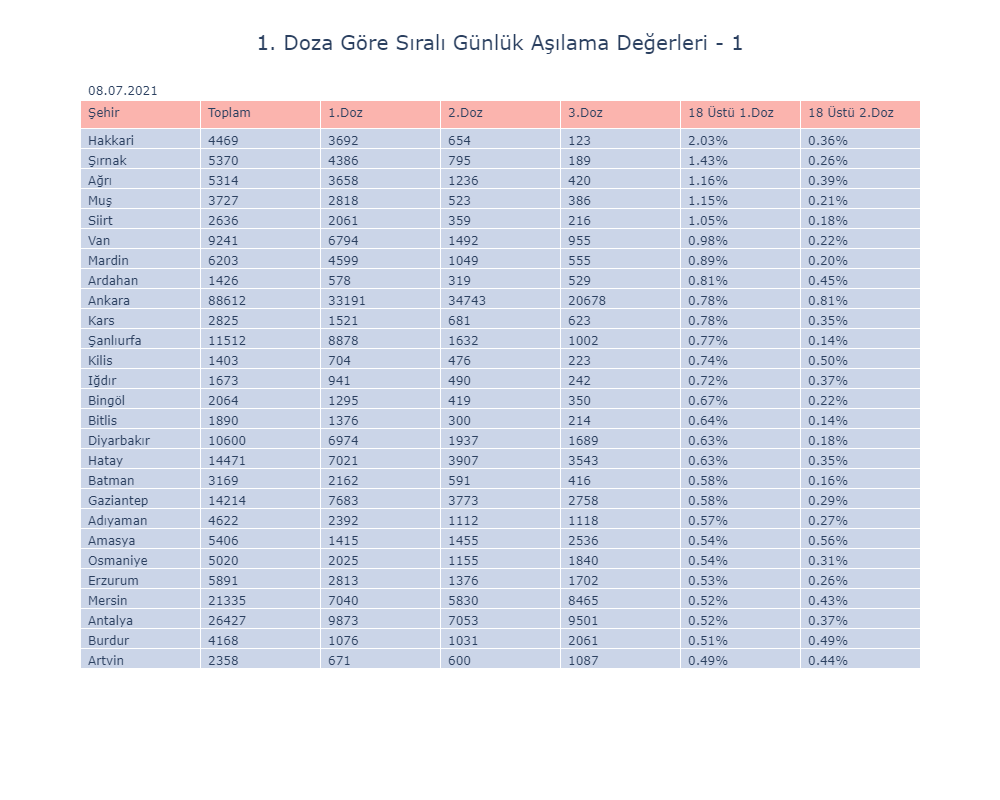 1. Doza Göre Sıralı Günlük Aşılama Değerleri - 1
08.07.2021
Şehir Toplam 1.Doz 2.Doz 3.Doz 18 Üstü 1.Doz 18 Üstü 2.Doz
Hakkari 4469 3692 654 123 2.03% 0.36%
Şırnak 5370 4386 795 189 1.43% 0.26%
Ağrı 5314 3658 1236 420 1.16% 0.39%
Muş 3727 2818 523 386 1.15% 0.21%
Siirt 2636 2061 359 216 1.05% 0.18%
Van 9241 6794 1492 955 0.98% 0.22%
Mardin 6203 4599 1049 555 0.89% 0.20%
Ardahan 1426 578 319 529 0.81% 0.45%
Ankara 88612 33191 34743 20678 0.78% 0.81%
Kars 2825 1521 681 623 0.78% 0.35%
Şanlıurfa 11512 8878 1632 1002 0.77% 0.14%
Kilis 1403 704 476 223 0.74% 0.50%
Iğdır 1673 941 490 242 0.72% 0.37%
Bingöl 2064 1295 419 350 0.67% 0.22%
Bitlis 1890 1376 300 214 0.64% 0.14%
Diyarbakır 10600 6974 1937 1689 0.63% 0.18%
Hatay 14471 7021 3907 3543 0.63% 0.35%
Batman 3169 2162 591 416 0.58% 0.16%
Gaziantep 14214 7683 3773 2758 0.58% 0.29%
Adıyaman 4622 2392 1112 1118 0.57% 0.27%
Amasya 5406 1415 1455 2536 0.54% 0.56%
Osmaniye 5020 2025 1155 1840 0.54% 0.31%
Erzurum 5891 2813 1376 1702 0.53% 0.26%
Mersin 21335 7040 5830 8465 0.52% 0.43%
Antalya 26427 9873 7053 9501 0.52% 0.37%
Burdur 4168 1076 1031 2061 0.51% 0.49%
Artvin 2358 671 600 1087 0.49% 0.44%